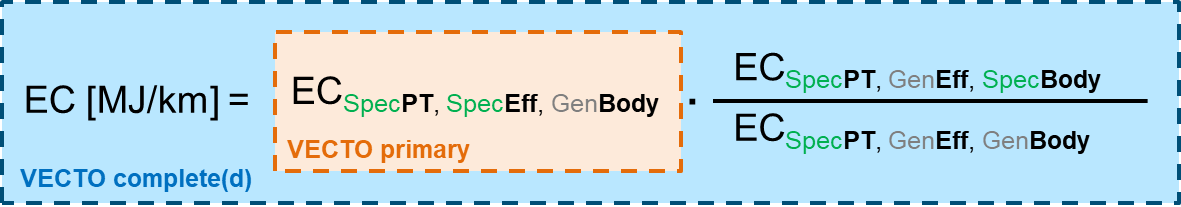 EC [MJ/km] = EC SpecPT, SpecEff, GenBody · EC SpecPT, GenEff, SpecBody
EC SpecPT, GenEff, GenBody
VECTO primary
VECTO complete(d)